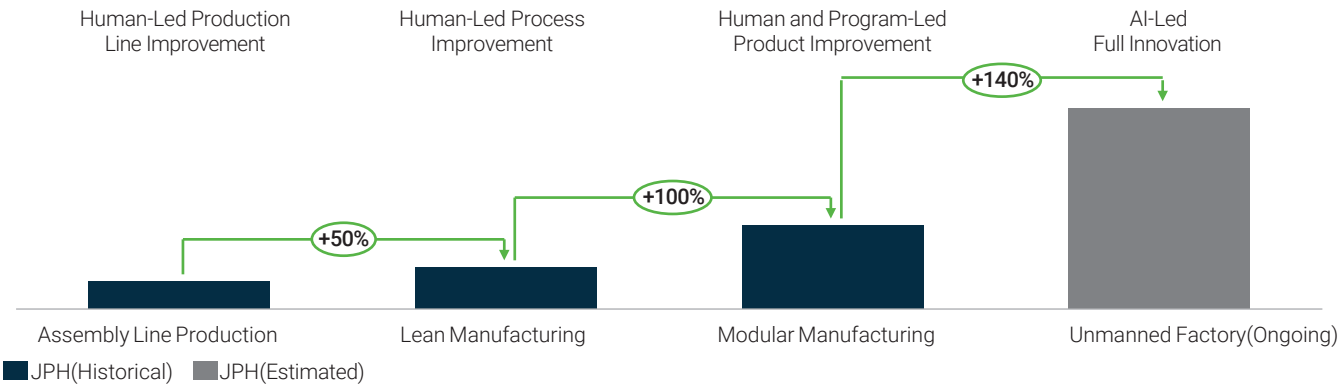 Human-Led Production
Line Improvement
Human-Led Process
Improvement
Human and Program-Led
Product Improvement
AI-Led
Full Innovation
+140%
+100%
+50%
Assembly Line Production
Lean Manufacturing
Modular Manufacturing
Unmanned Factory(Ongoing)
JPH(Historical)
JPH(Estimated)